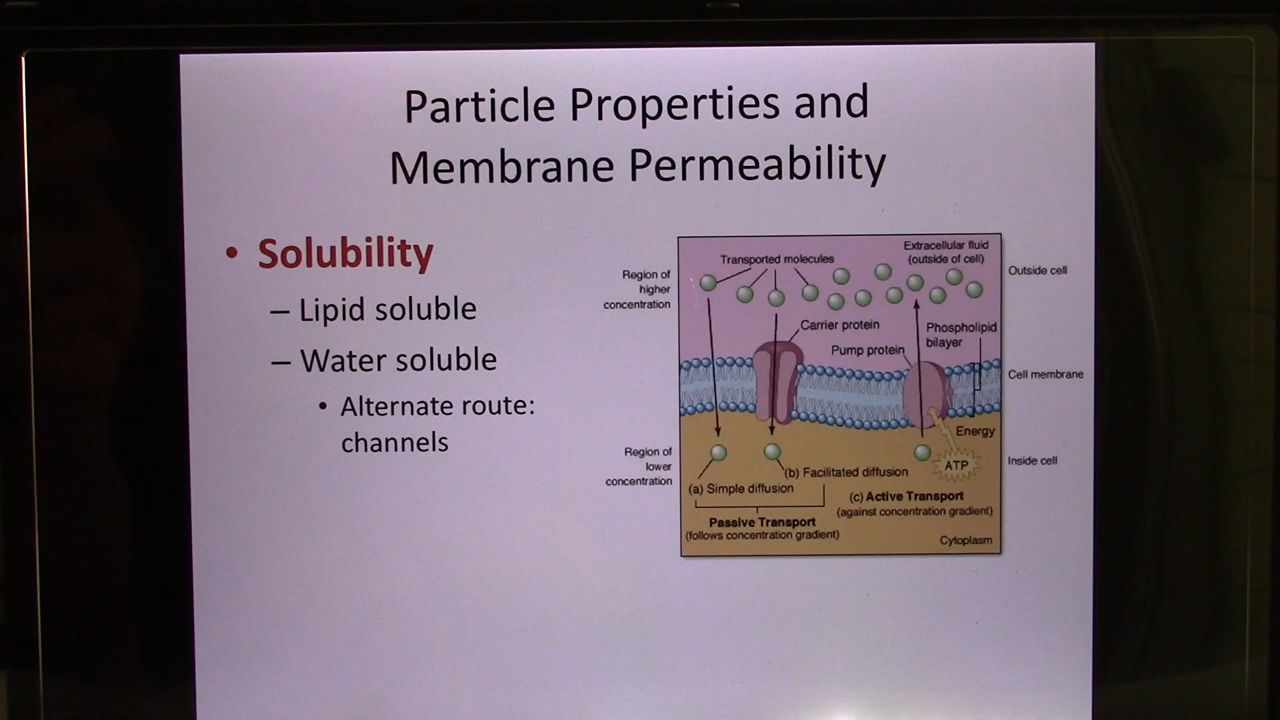 Particle Properties and
Membrane Permeability
• Solubility
– Lipid soluble
– Water soluble
• Alternate route:
channels
Region of
higher
concentration
Transported molecules
Extracellular fluid
(outside of cell)
Outside cell
Carrier protein
Pump protein
Phospholipid
bilayer
Cell membrane
Energy
ATP
Region of
lower
concentration
Inside cell
(a) Simple diffusion
(b) Facilitated diffusion
(c) Active Transport
(against concentration gradient)
Passive Transport
(follows concentration gradient)
Cytoplasm